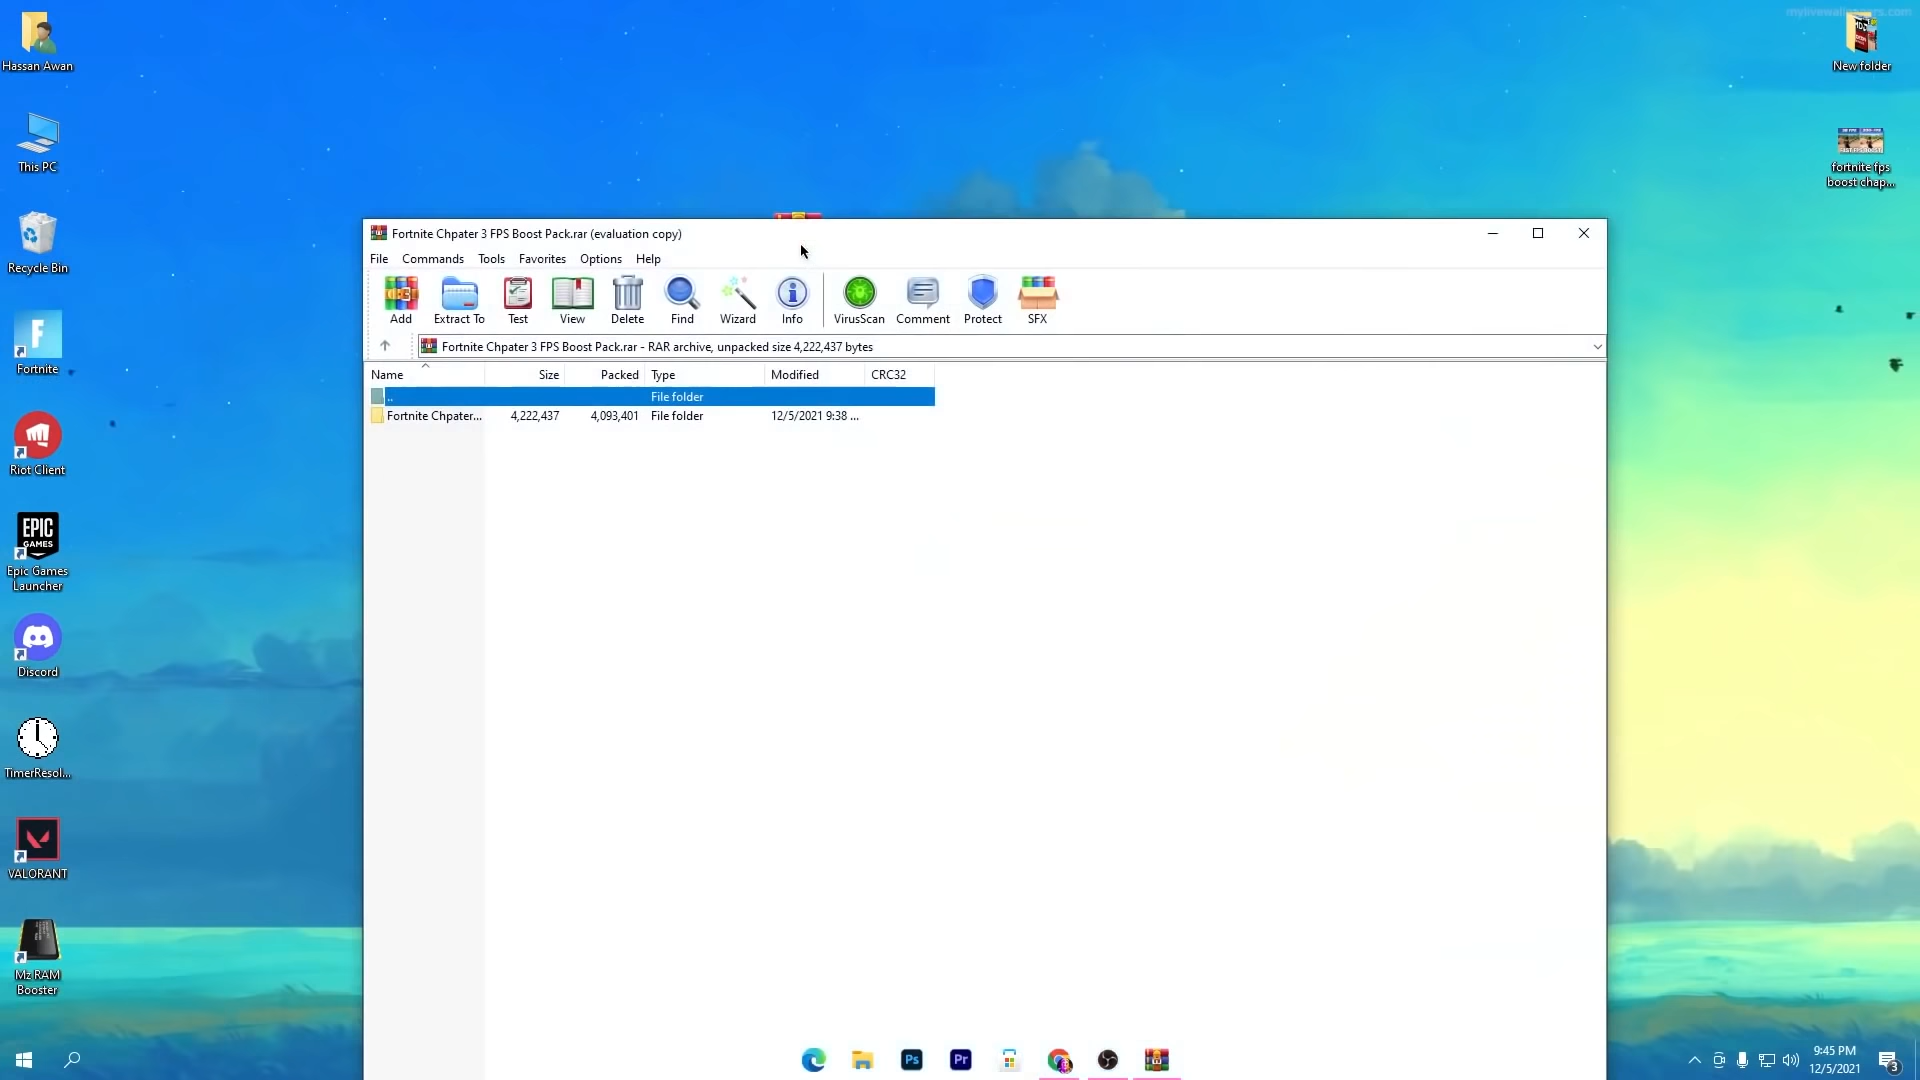 mylivewallpapers.com
Hassan Awan
This PC
Recycle Bin
Fortnite
Riot Client
EPIC
GAMES
Epic Games
Launcher
Discord
TimerResol...
VALORANT
Mz RAM
Booster
New folder
fortnite fps
boost chap...
Fortnite Chpater 3 FPS Boost Pack.rar (evaluation copy)
File Commands Tools Favorites Options Help
Add Extract To Test View Delete Find Wizard Info VirusScan Comment Protect SFX
Fortnite Chpater 3 FPS Boost Pack.rar - RAR archive, unpacked size 4,222,437 bytes
Name Size Packed Type Modified CRC32
.. File folder
Fortnite Chpater... 4,222,437 4,093,401 File folder 12/5/2021 9:38 ...
Ps Pr
9:45 PM
12/5/2021
3